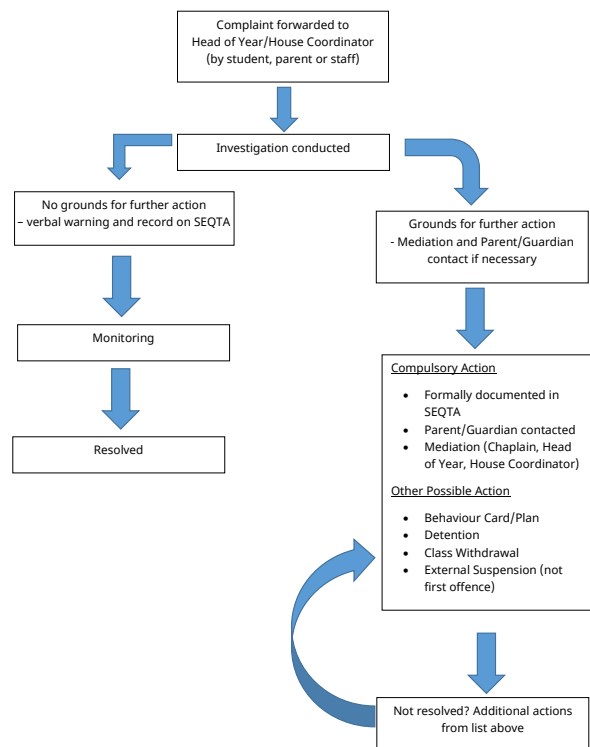 Complaint forwarded to
Head of Year/House Coordinator
(by student, parent or staff)
Investigation conducted
No grounds for further action
– verbal warning and record on SEQTA
Grounds for further action
- Mediation and Parent/Guardian
contact if necessary
Monitoring
Resolved
Compulsory Action
• Formally documented in
SEQTA
• Parent/Guardian contacted
• Mediation (Chaplain, Head
of Year, House Coordinator)
Other Possible Action
• Behaviour Card/Plan
• Detention
• Class Withdrawal
• External Suspension (not
first offence)
Not resolved? Additional actions
from list above